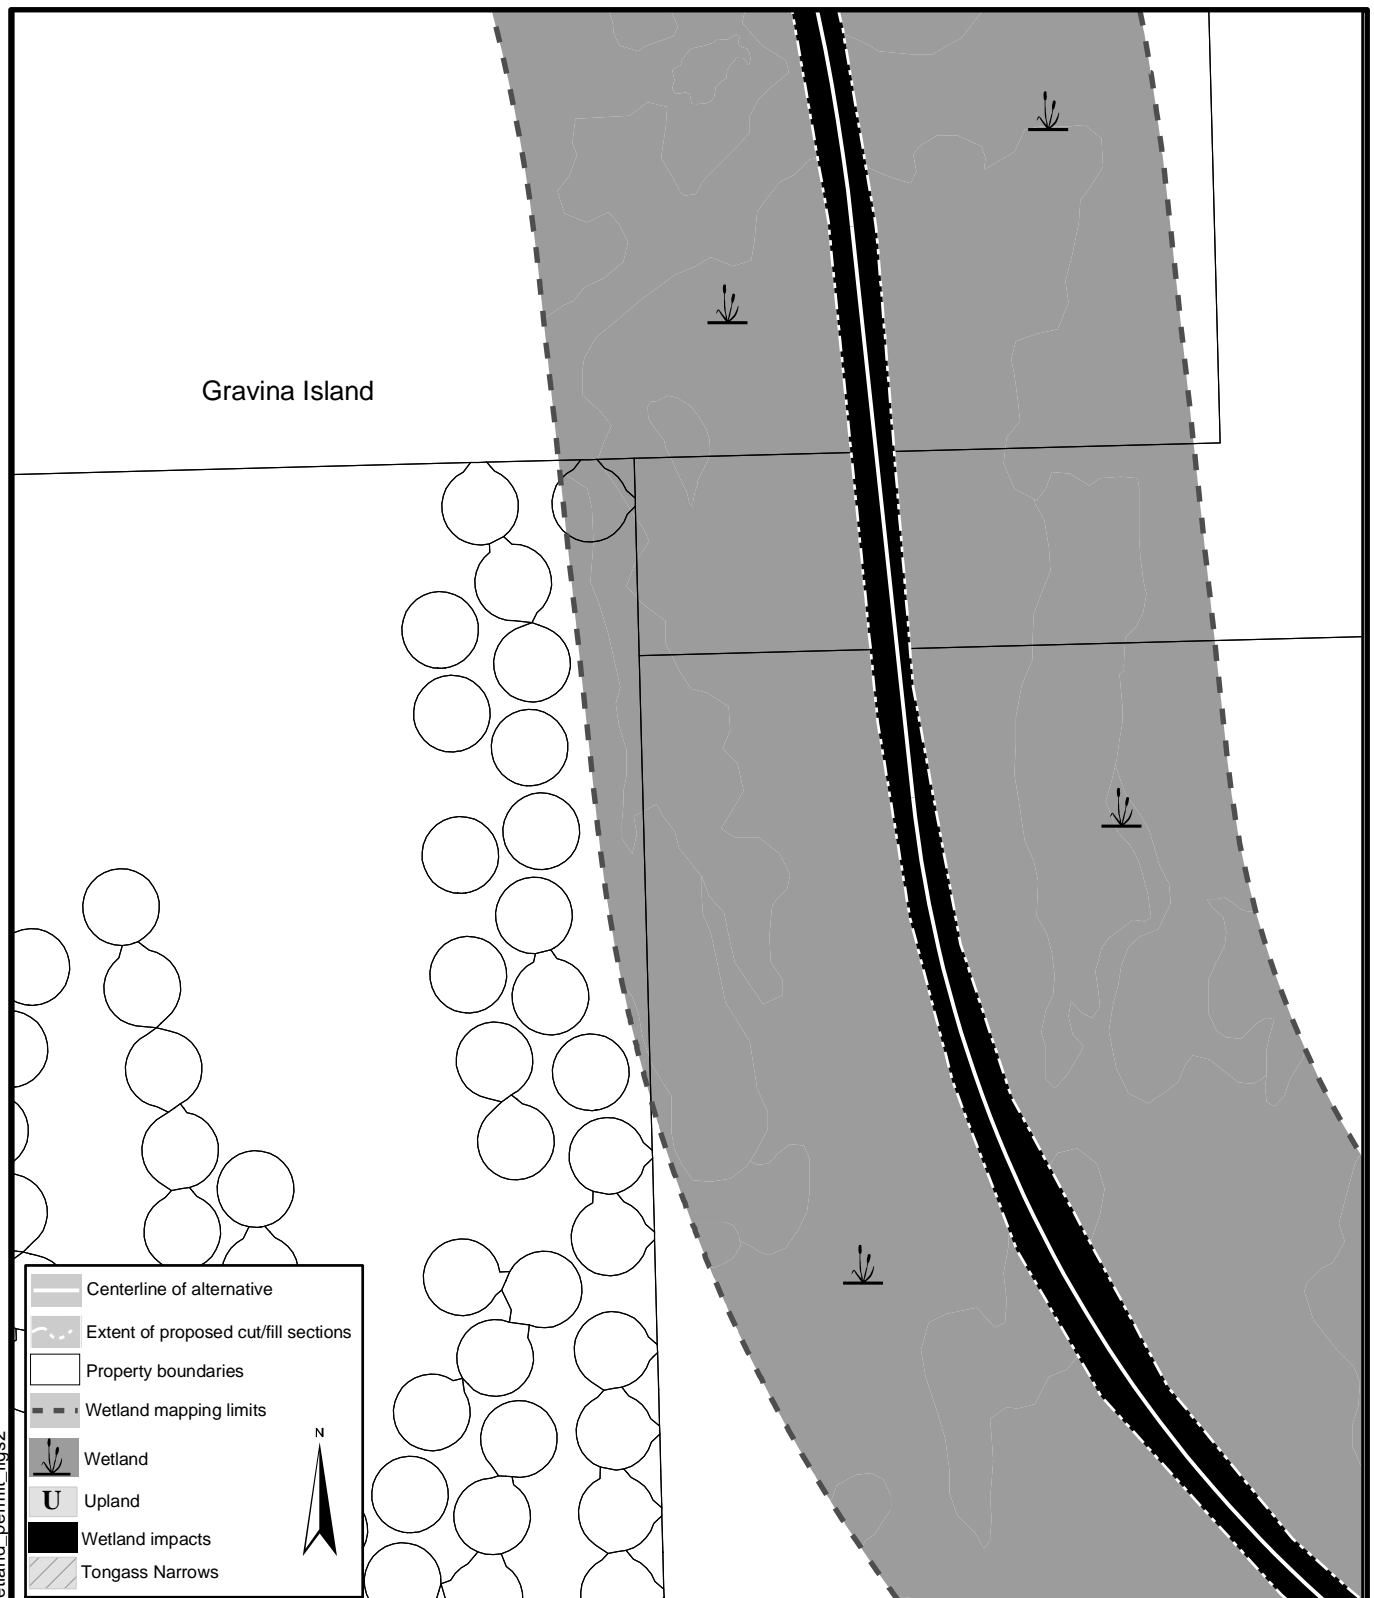 Gravina Island
Centerline of alternative
Extent of proposed cut/fill sections
Property boundaries
Wetland mapping limits
N
Wetland
U Upland
Wetland impacts
Tongass Narrows